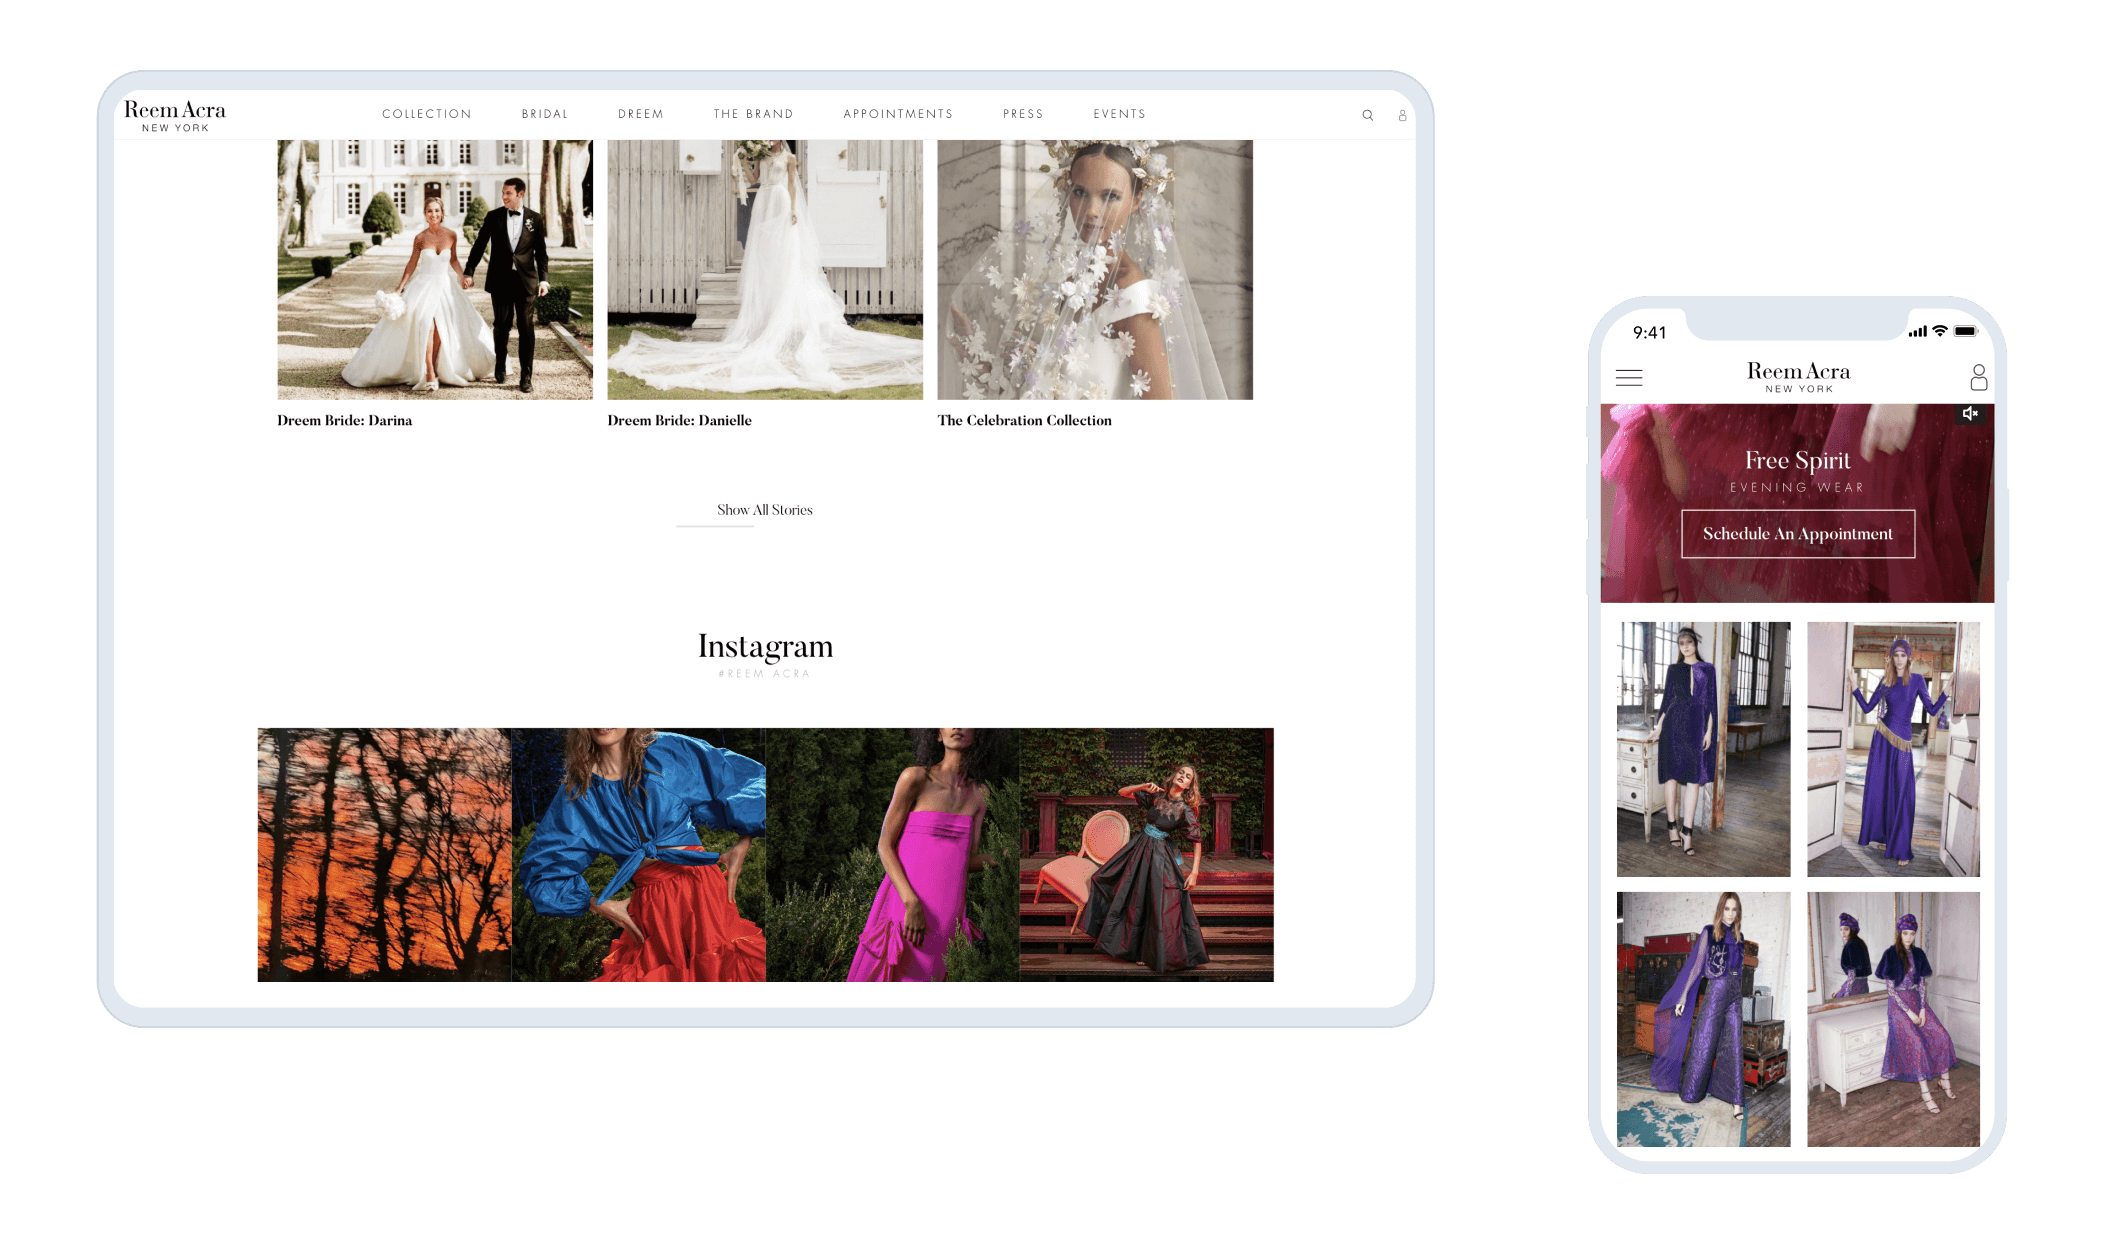 Reem Acra
NEW YORK
COLLECTION BRIDAL DREEM THE BRAND APPOINTMENTS PRESS EVENTS
Dreem Bride: Darina
Dreem Bride: Danielle
The Celebration Collection
Show All Stories
Instagram
#REEM ACRA
9:41
Reem Acra
NEW YORK
Free Spirit
EVENING WEAR
Schedule An Appointment